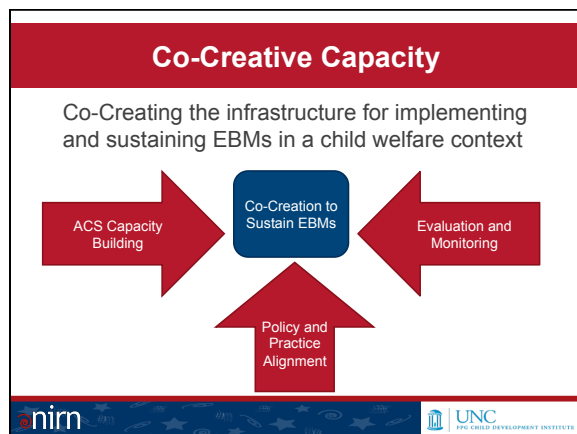 Co-Creative Capacity
Co-Creating the infrastructure for implementing
and sustaining EBMs in a child welfare context
Co-Creation to
Sustain EBMs
ACS Capacity
Building
Evaluation and
Monitoring
Policy and
Practice
Alignment
nirn
UNC
FPG CHILD DEVELOPMENT INSTITUTE